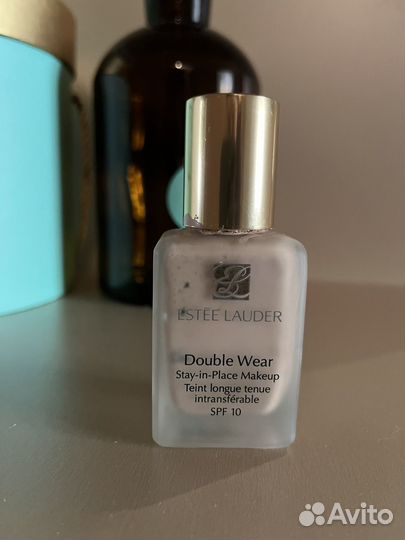 ESTĒE LAUDER
Double Wear
Stay-in-Place Makeup
Teint longue tenue
intransférable
SPF 10
Avito